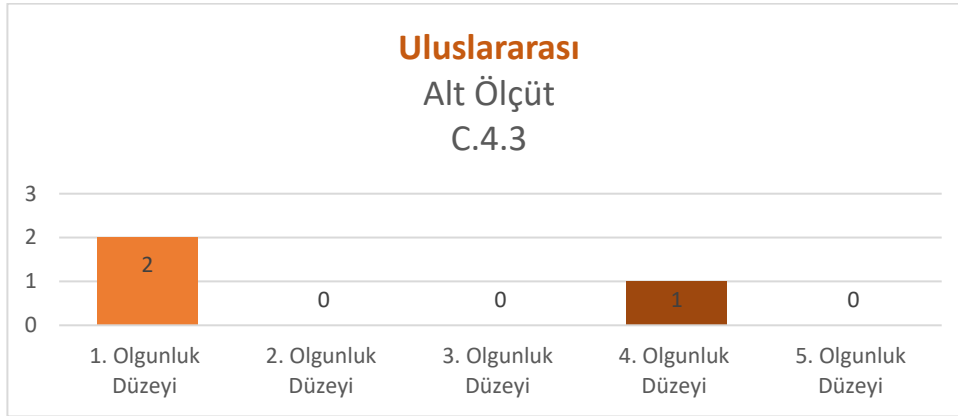 Uluslararası
Alt Ölçüt
C.4.3
3
2
1
0
2
0
0
1
0
1. Olgunluk
Düzeyi
2. Olgunluk
Düzeyi
3. Olgunluk
Düzeyi
4. Olgunluk
Düzeyi
5. Olgunluk
Düzeyi